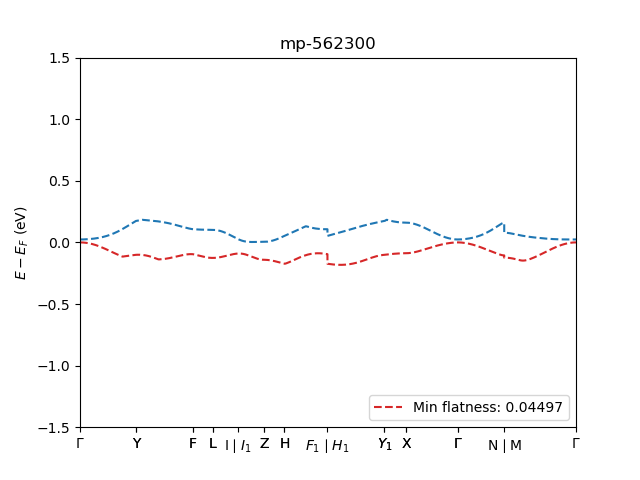 mp-562300
E − E_F (eV)
1.5
1.0
0.5
0.0
−0.5
−1.0
−1.5
Min flatness: 0.04497
Γ Y F L I | I₁ Z H F₁ | H₁ Y₁ X Γ N | M Γ